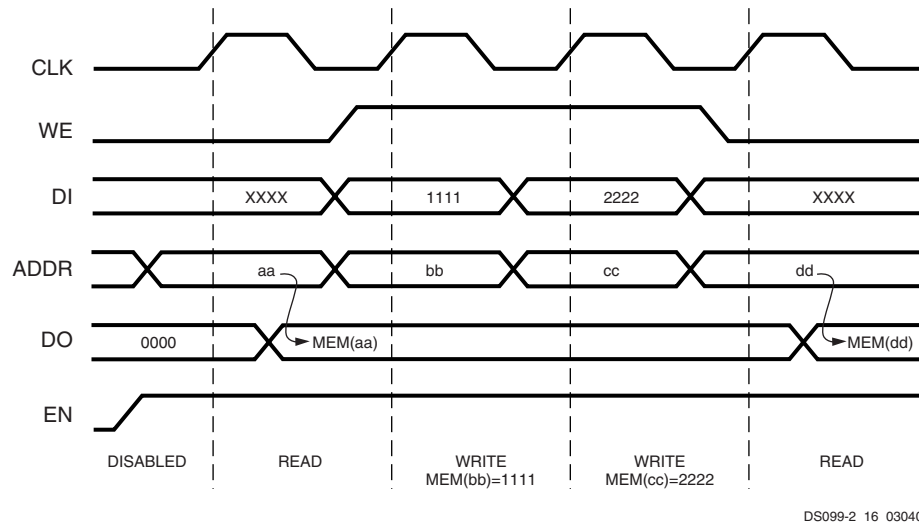 CLK
WE
DI
XXXX
1111
2222
XXXX
ADDR
aa
bb
cc
dd
DO
0000
MEM(aa)
MEM(dd)
EN
DISABLED
READ
WRITE
MEM(bb)=1111
WRITE
MEM(cc)=2222
READ